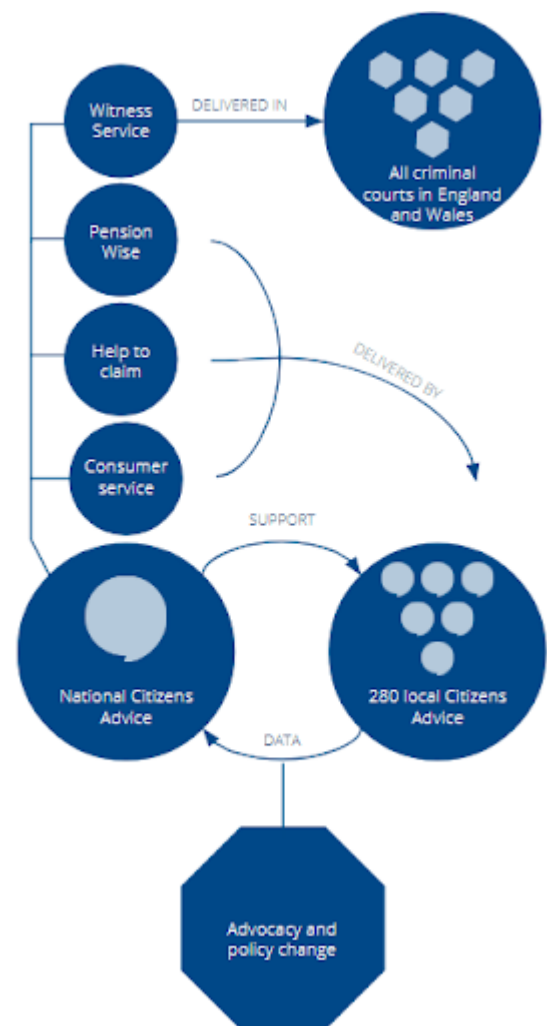 Witness
Service
DELIVERED IN
All criminal
courts in England
and Wales
Pension
Wise
Help to
claim
DELIVERED BY
Consumer
service
SUPPORT
National Citizens
Advice
280 local Citizens
Advice
DATA
Advocacy and
policy change